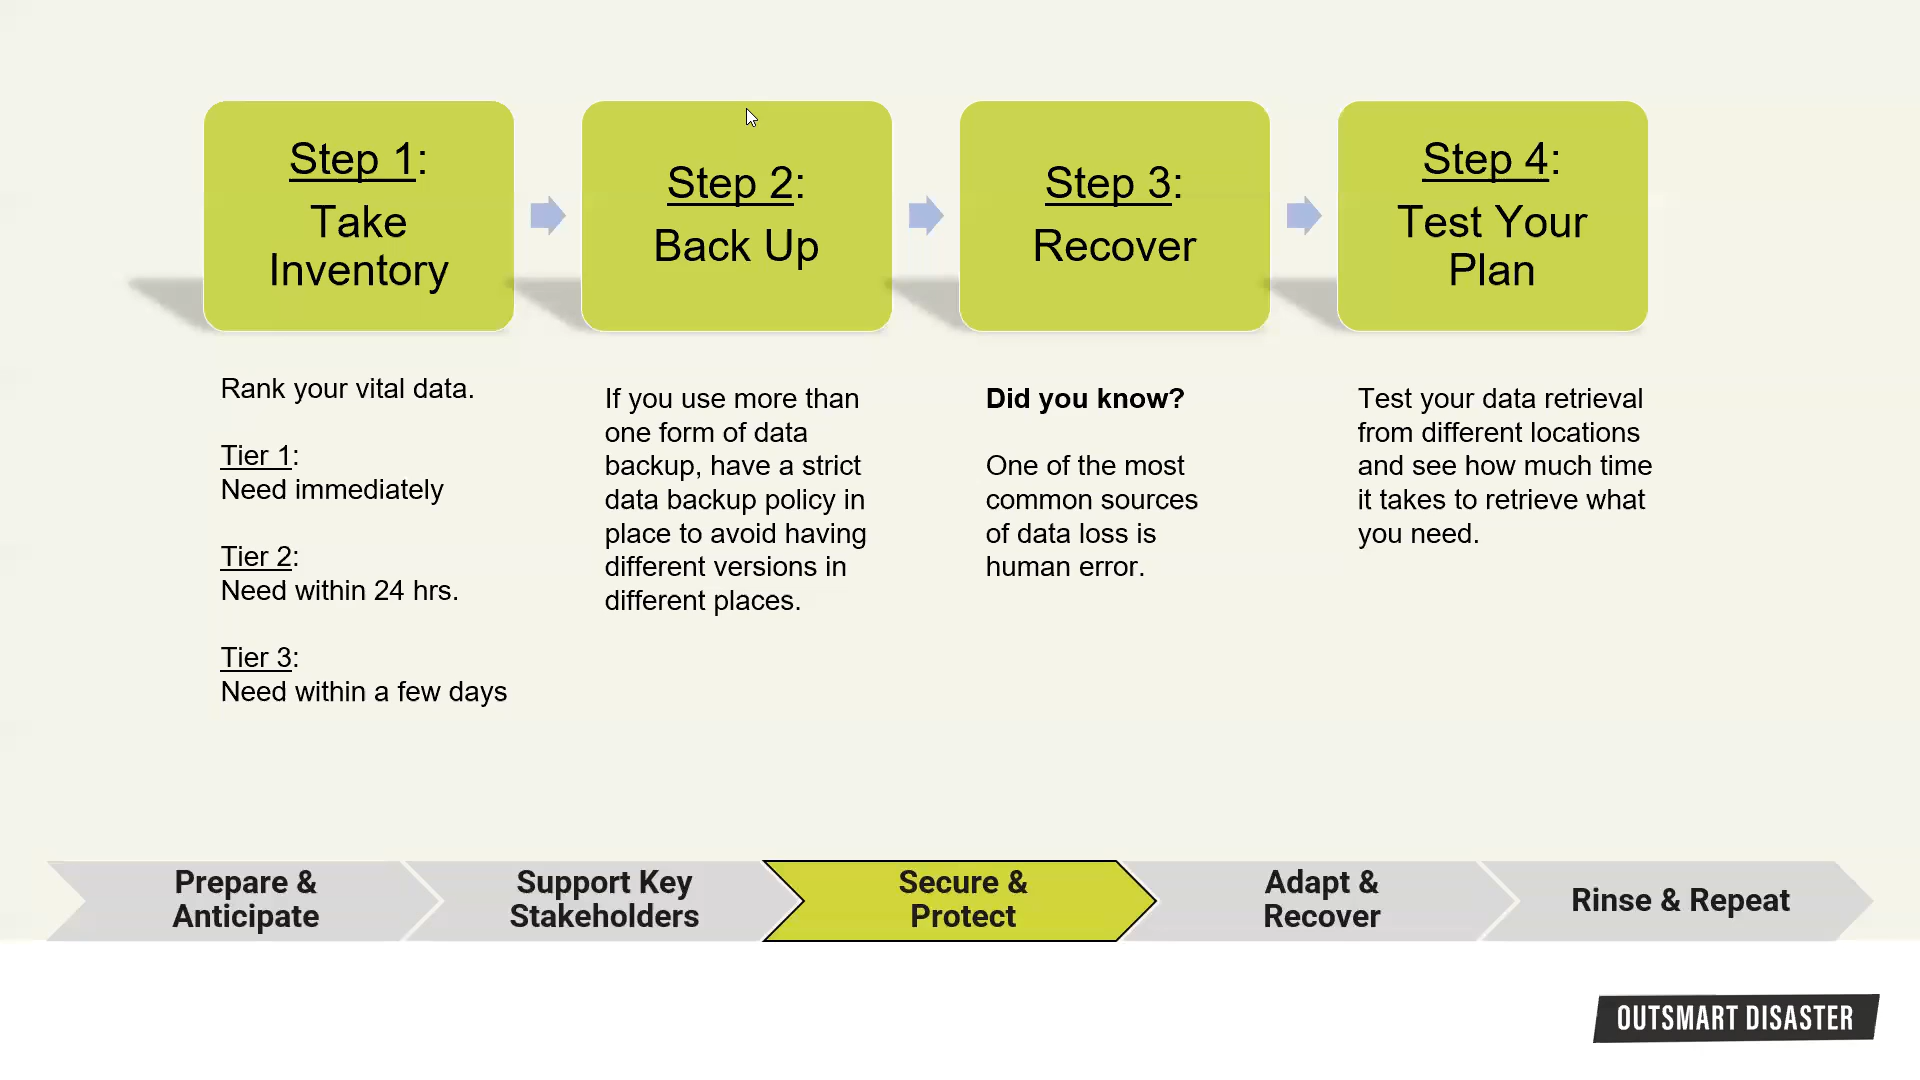 Step 1:
Take
Inventory
Step 2:
Back Up
Step 3:
Recover
Step 4:
Test Your
Plan
Rank your vital data.
Tier 1:
Need immediately
Tier 2:
Need within 24 hrs.
Tier 3:
Need within a few days
If you use more than
one form of data
backup, have a strict
data backup policy in
place to avoid having
different versions in
different places.
Did you know?
One of the most
common sources
of data loss is
human error.
Test your data retrieval
from different locations
and see how much time
it takes to retrieve what
you need.
Prepare &
Anticipate
Support Key
Stakeholders
Secure &
Protect
Adapt &
Recover
Rinse & Repeat
OUTSMART DISASTER